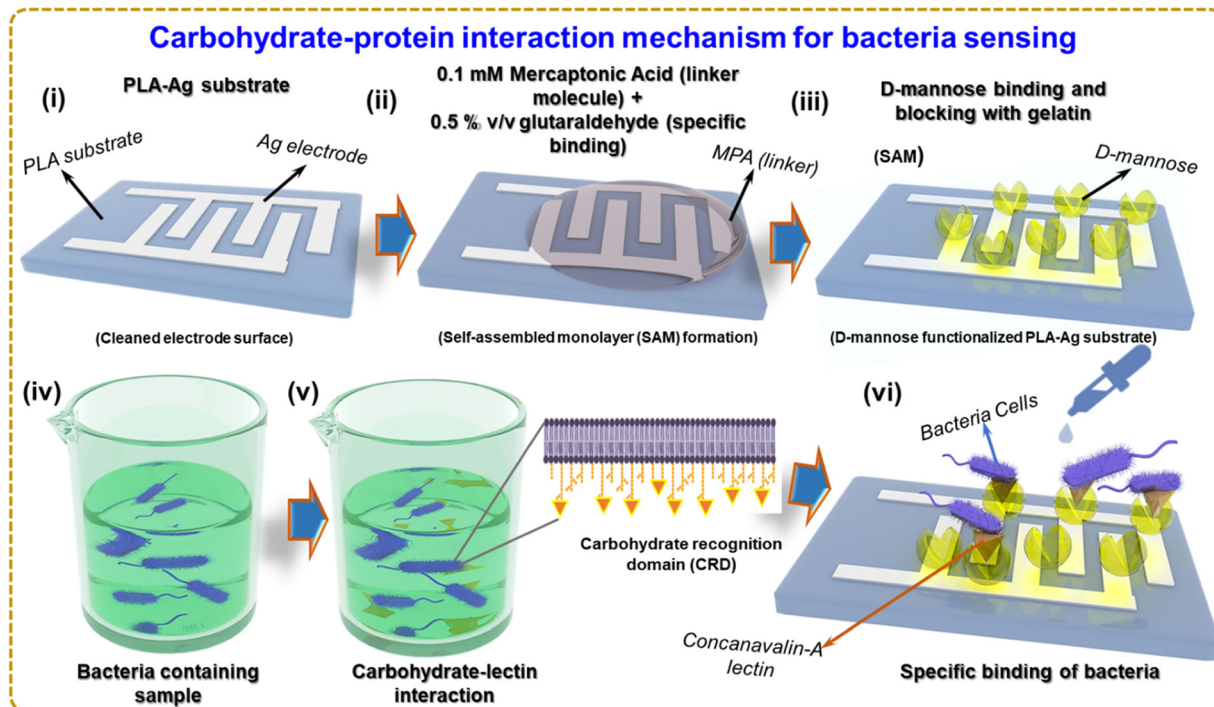 Carbohydrate-protein interaction mechanism for bacteria sensing
(i)
PLA-Ag substrate
PLA substrate
Ag electrode
(Cleaned electrode surface)
(ii)
0.1 mM Mercaptonic Acid (linker
molecule) +
0.5 % v/v glutaraldehyde (specific
binding)
MPA (linker)
(Self-assembled monolayer (SAM) formation)
(iii)
D-mannose binding and
blocking with gelatin
(SAM)
D-mannose
(D-mannose functionalized PLA-Ag substrate)
(iv)
Bacteria containing
sample
(v)
Carbohydrate-lectin
interaction
Carbohydrate recognition
domain (CRD)
(vi)
Bacteria Cells
Concanavalin-A
lectin
Specific binding of bacteria